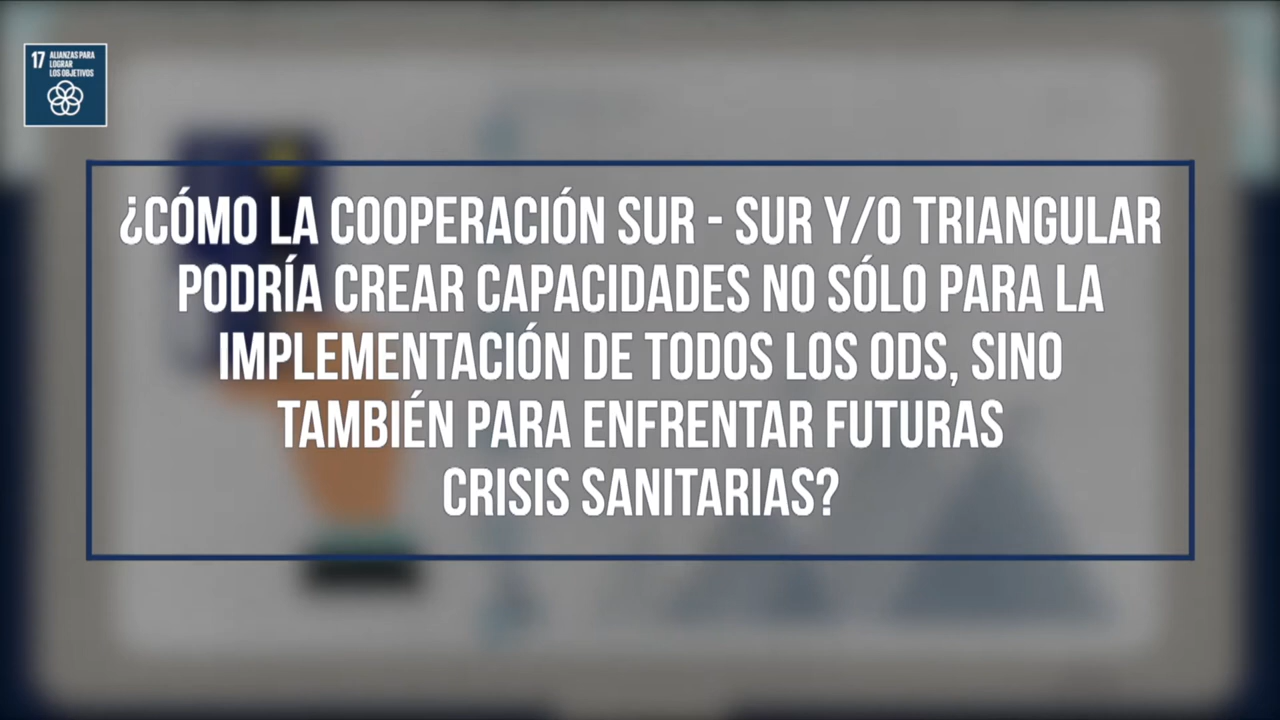 17 ALIANZAS PARA
LOGRAR
LOS OBJETIVOS
¿CÓMO LA COOPERACIÓN SUR - SUR Y/O TRIANGULAR
PODRÍA CREAR CAPACIDADES NO SÓLO PARA LA
IMPLEMENTACIÓN DE TODOS LOS ODS, SINO
TAMBIÉN PARA ENFRENTAR FUTURAS
CRISIS SANITARIAS?